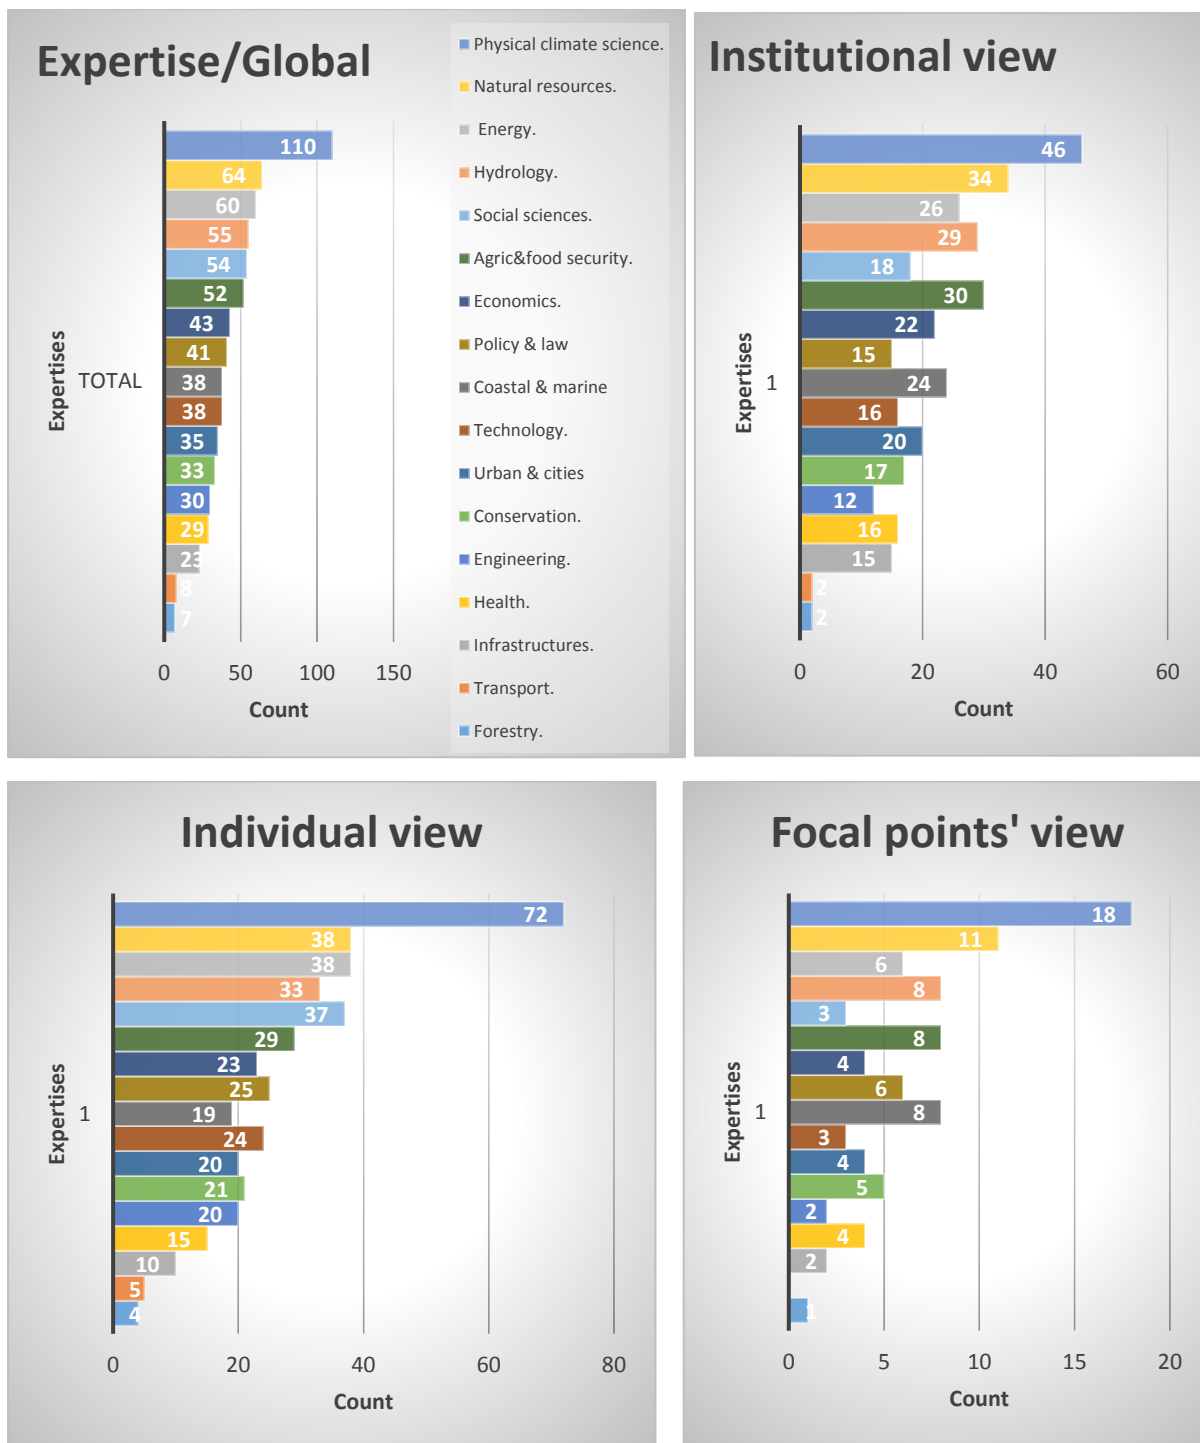 Expertise/Global
110
64
60
55
54
52
43
41
38
38
35
33
30
29
23
8
7
Expertises
TOTAL
0 50 100 150
Count
Physical climate science.
Natural resources.
Energy.
Hydrology.
Social sciences.
Agric&food security.
Economics.
Policy & law
Coastal & marine
Technology.
Urban & cities
Conservation.
Engineering.
Health.
Infrastructures.
Transport.
Forestry.
Institutional view
46
34
26
29
18
30
22
15
24
16
20
17
12
16
15
2
2
Expertises
1
0 20 40 60
Count
Individual view
72
38
38
33
37
29
23
25
19
24
20
21
20
15
10
5
4
Expertises
1
0 20 40 60 80
Count
Focal points' view
18
11
6
8
3
8
4
6
8
3
4
5
2
4
2
1
Expertises
1
0 5 10 15 20
Count